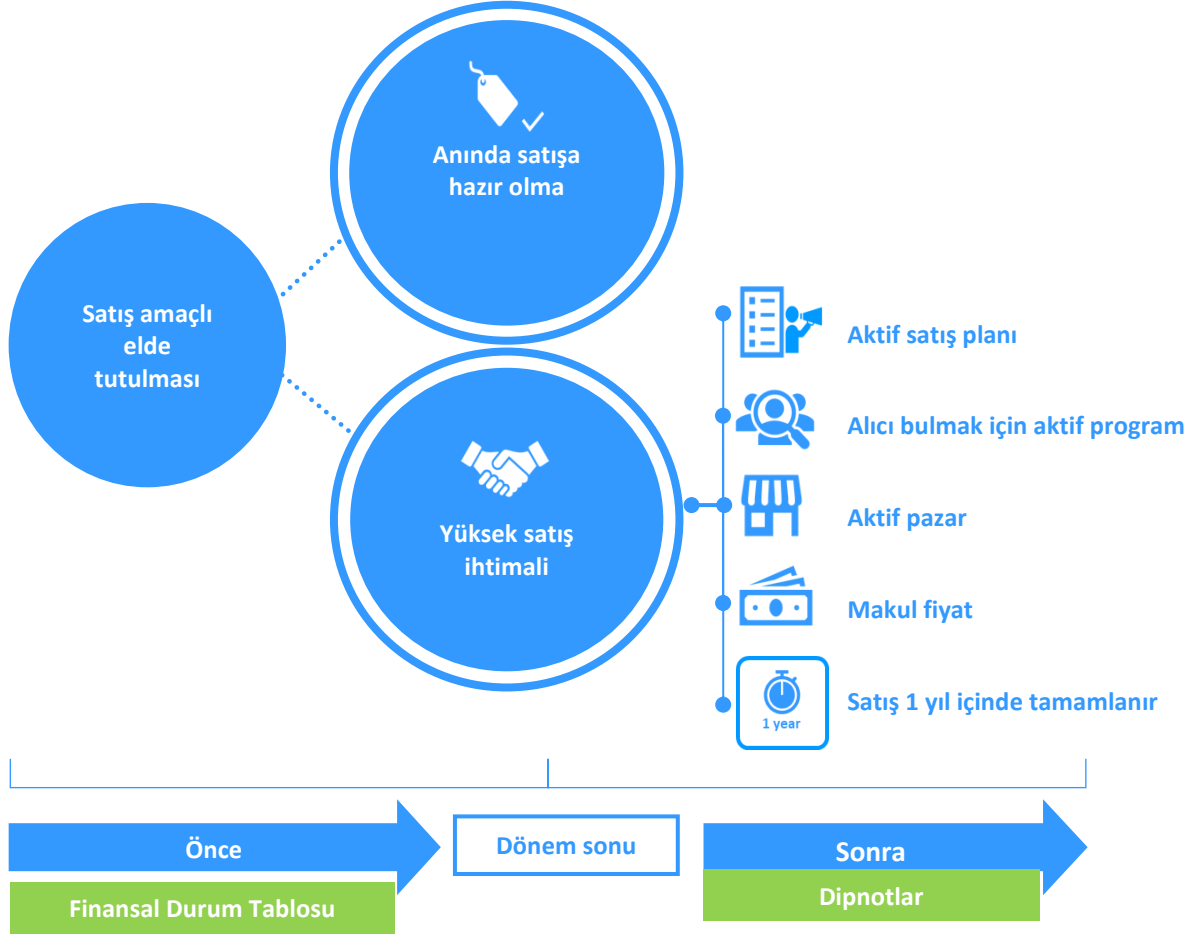 Anında satışa
hazır olma
Satış amaçlı
elde
tutulması
Yüksek satış
ihtimali
Aktif satış planı
Alıcı bulmak için aktif program
Aktif pazar
Makul fiyat
1 year
Satış 1 yıl içinde tamamlanır
Önce
Dönem sonu
Sonra
Finansal Durum Tablosu
Dipnotlar